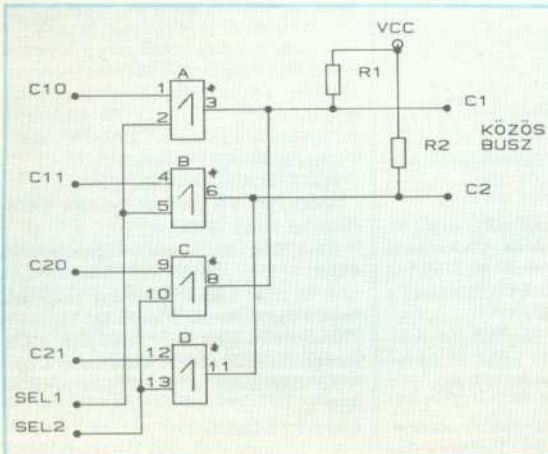 VCC
A
C10
1
*
3
2
R1
C1
KÖZÖS
BUSZ
B
C11
4
*
6
5
R2
C2
C
C20
9
*
8
10
D
C21
12
*
11
13
SEL1
SEL2